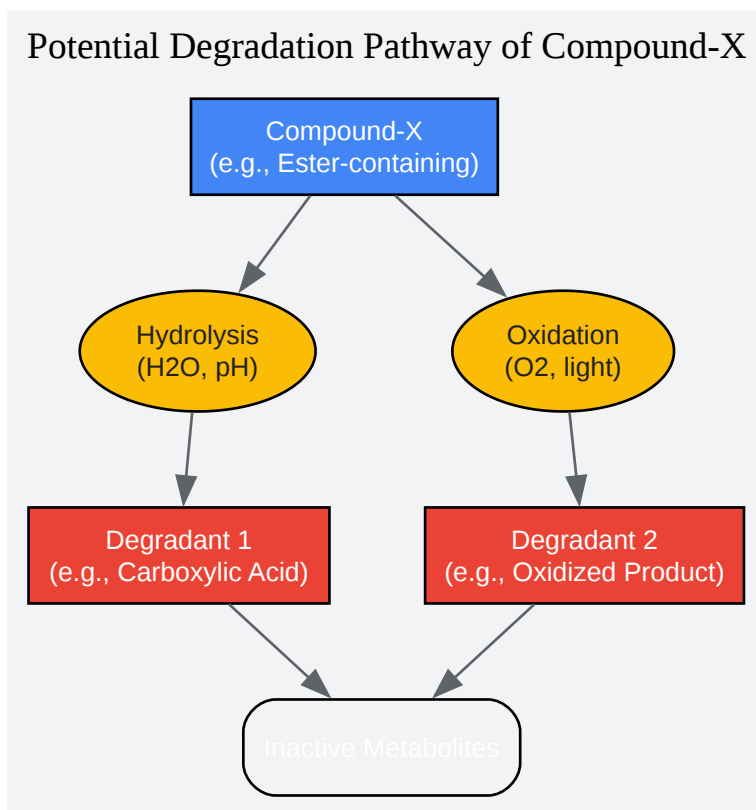 Potential Degradation Pathway of Compound-X
Compound-X
(e.g., Ester-containing)
Hydrolysis
(H2O, pH)
Oxidation
(O2, light)
Degradant 1
(e.g., Carboxylic Acid)
Degradant 2
(e.g., Oxidized Product)
Inactive Metabolites